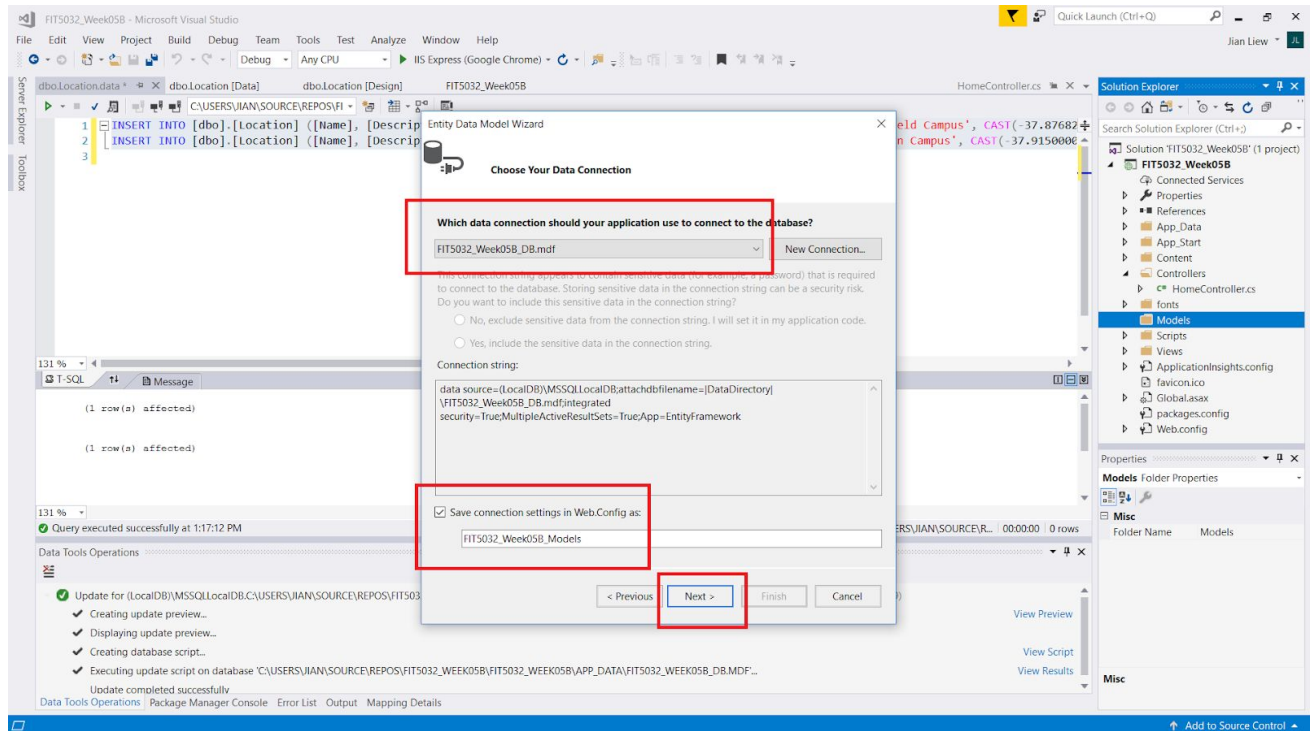 FIT5032_Week05B - Microsoft Visual Studio
Quick Launch (Ctrl+Q)
File Edit View Project Build Debug Team Tools Test Analyze Window Help
Jian Liew JL
Debug Any CPU IIS Express (Google Chrome)
Server Explorer
Toolbox
dbo.Location.data * dbo.Location [Data] dbo.Location [Design] FIT5032_Week05B HomeController.cs
C:\USERS\JIAN\SOURCE\REPOS\FI
1 INSERT INTO [dbo].[Location] ([Name], [Descrip eld Campus', CAST(-37.87682
2 INSERT INTO [dbo].[Location] ([Name], [Descrip n Campus', CAST(-37.9150000
3
131 %
T-SQL Message
(1 row(s) affected)
(1 row(s) affected)
131 %
Query executed successfully at 1:17:12 PM
ERS\JIAN\SOURCE\R... 00:00:00 0 rows
Entity Data Model Wizard
Choose Your Data Connection
Which data connection should your application use to connect to the database?
FIT5032_Week05B_DB.mdf
New Connection...
This connection string appears to contain sensitive data (for example, a password) that is required
to connect to the database. Storing sensitive data in the connection string can be a security risk.
Do you want to include this sensitive data in the connection string?
No, exclude sensitive data from the connection string. I will set it in my application code.
Yes, include the sensitive data in the connection string.
Connection string:
data source=(LocalDB)\MSSQLLocalDB;attachdbfilename=|DataDirectory|
\FIT5032_Week05B_DB.mdf;integrated
security=True;MultipleActiveResultSets=True;App=EntityFramework
Save connection settings in Web.Config as:
FIT5032_Week05B_Models
< Previous Next > Finish Cancel
Data Tools Operations
Update for (LocalDB)\MSSQLLocalDB.C:\USERS\JIAN\SOURCE\REPOS\FIT503
Creating update preview... View Preview
Displaying update preview...
Creating database script... View Script
Executing update script on database 'C:\USERS\JIAN\SOURCE\REPOS\FIT5032_WEEK05B\FIT5032_WEEK05B\APP_DATA\FIT5032_WEEK05B_DB.MDF'... View Results
Update completed successfully
Data Tools Operations Package Manager Console Error List Output Mapping Details
Solution Explorer
Search Solution Explorer (Ctrl+;)
Solution 'FIT5032_Week05B' (1 project)
FIT5032_Week05B
Connected Services
Properties
References
App_Data
App_Start
Content
Controllers
C# HomeController.cs
fonts
Models
Scripts
Views
ApplicationInsights.config
favicon.ico
Global.asax
packages.config
Web.config
Properties
Models Folder Properties
Misc
Folder Name Models
Misc
Add to Source Control